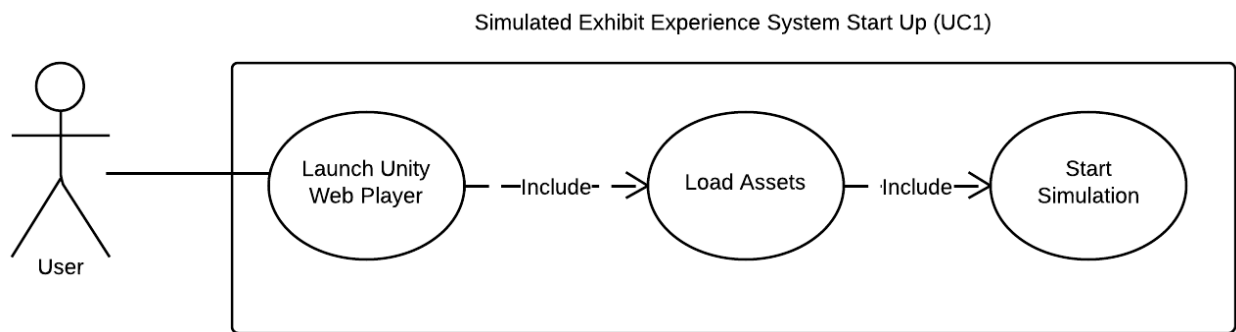 Simulated Exhibit Experience System Start Up (UC1)
Launch Unity
Web Player
Include
Load Assets
Include
Start
Simulation
User